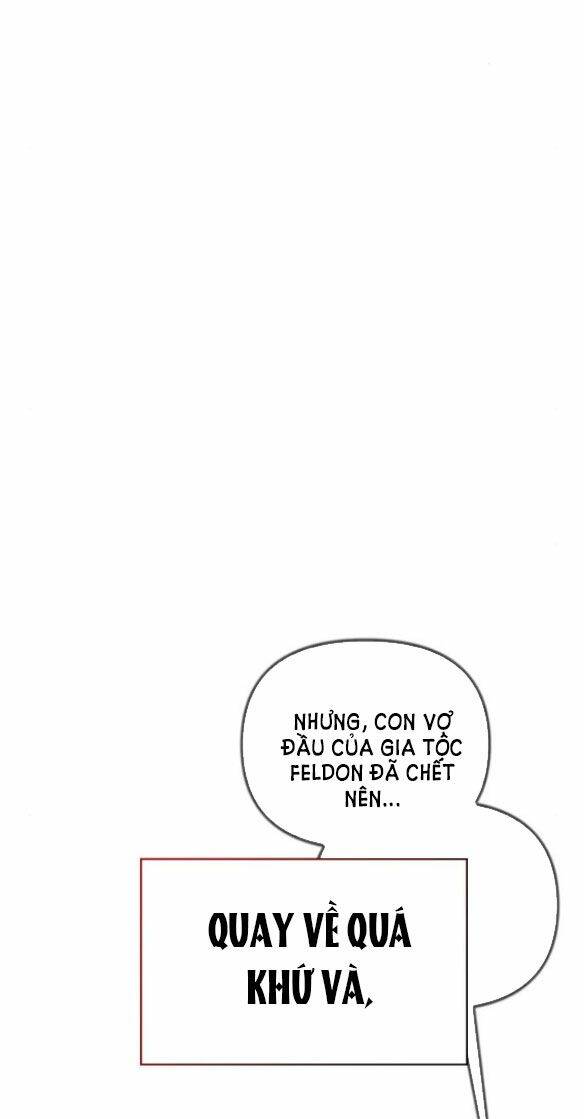 NHƯNG, CON VỢ
ĐẦU CỦA GIA TỘC
FELDON ĐÃ CHẾT
NÊN...
QUAY VỀ QUÁ
KHỨ VÀ,